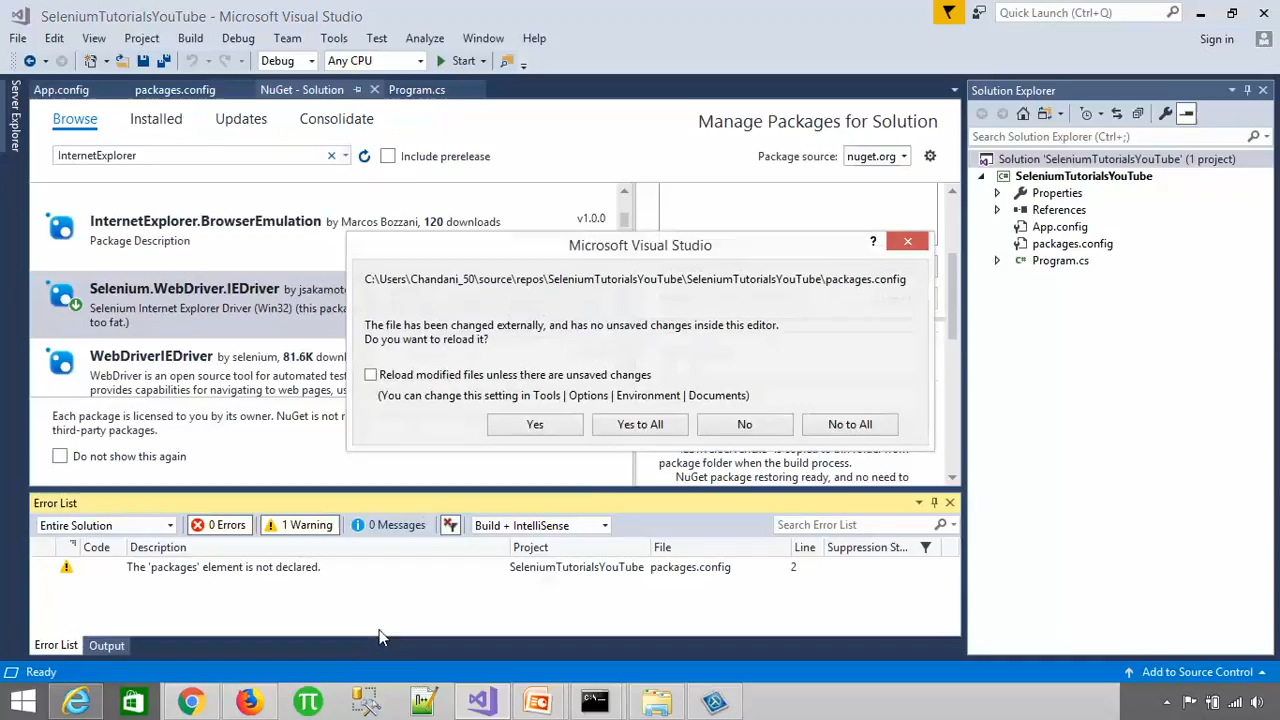 SeleniumTutorialsYouTube - Microsoft Visual Studio
Quick Launch (Ctrl+Q)
File Edit View Project Build Debug Team Tools Test Analyze Window Help
Sign in
Debug Any CPU Start
Server Explorer
App.config packages.config NuGet - Solution Program.cs
Browse Installed Updates Consolidate
Manage Packages for Solution
InternetExplorer
Include prerelease
Package source: nuget.org
InternetExplorer.BrowserEmulation by Marcos Bozzani, 120 downloads
v1.0.0
Package Description
Selenium.WebDriver.IEDriver by jsakamoto
Selenium Internet Explorer Driver (Win32) (this pack
too fat.)
WebDriverIEDriver by selenium, 81.6K down
WebDriver is an open source tool for automated test
provides capabilities for navigating to web pages, us
Each package is licensed to you by its owner. NuGet is not r
third-party packages.
Do not show this again
package folder when the build process.
NuGet package restoring ready, and no need to
Microsoft Visual Studio
?
C:\Users\Chandani_50\source\repos\SeleniumTutorialsYouTube\SeleniumTutorialsYouTube\packages.config
The file has been changed externally, and has no unsaved changes inside this editor.
Do you want to reload it?
Reload modified files unless there are unsaved changes
(You can change this setting in Tools | Options | Environment | Documents)
Yes Yes to All No No to All
Solution Explorer
Search Solution Explorer (Ctrl+;)
Solution 'SeleniumTutorialsYouTube' (1 project)
SeleniumTutorialsYouTube
Properties
References
App.config
packages.config
Program.cs
Error List
Entire Solution 0 Errors 1 Warning 0 Messages Build + IntelliSense Search Error List
Code Description Project File Line Suppression St...
The 'packages' element is not declared. SeleniumTutorialsYouTube packages.config 2
Error List Output
Ready
Add to Source Control